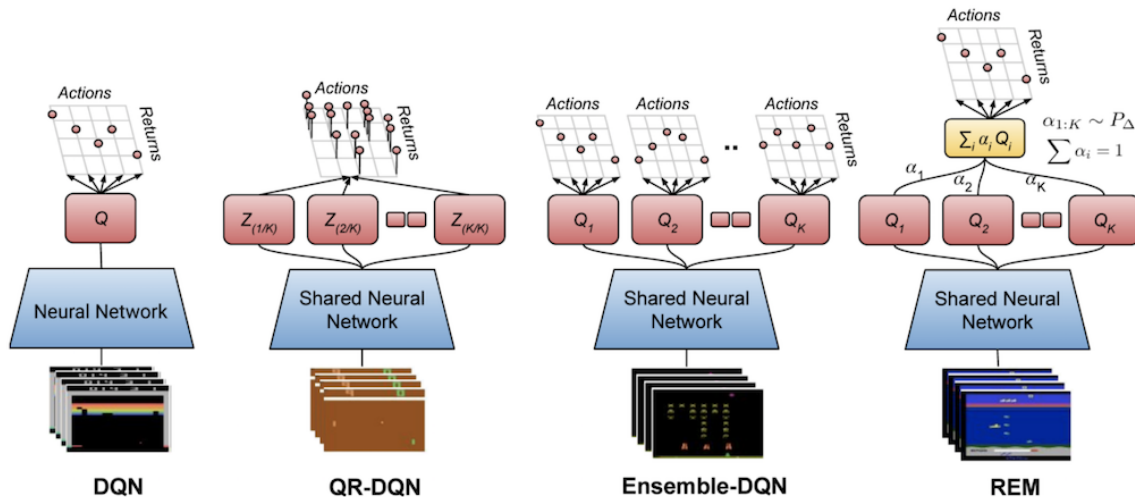 Actions
Returns
Q
Neural Network
DQN
Actions
Returns
Z(1/K)
Z(2/K)
Z(K/K)
Shared Neural
Network
QR-DQN
Actions
Actions
..
Actions
Returns
Q1
Q2
QK
Shared Neural
Network
Ensemble-DQN
Actions
Returns
∑i αi Qi
α1:K ∼ PΔ
∑ αi = 1
α1
α2
αK
Q1
Q2
QK
Shared Neural
Network
REM